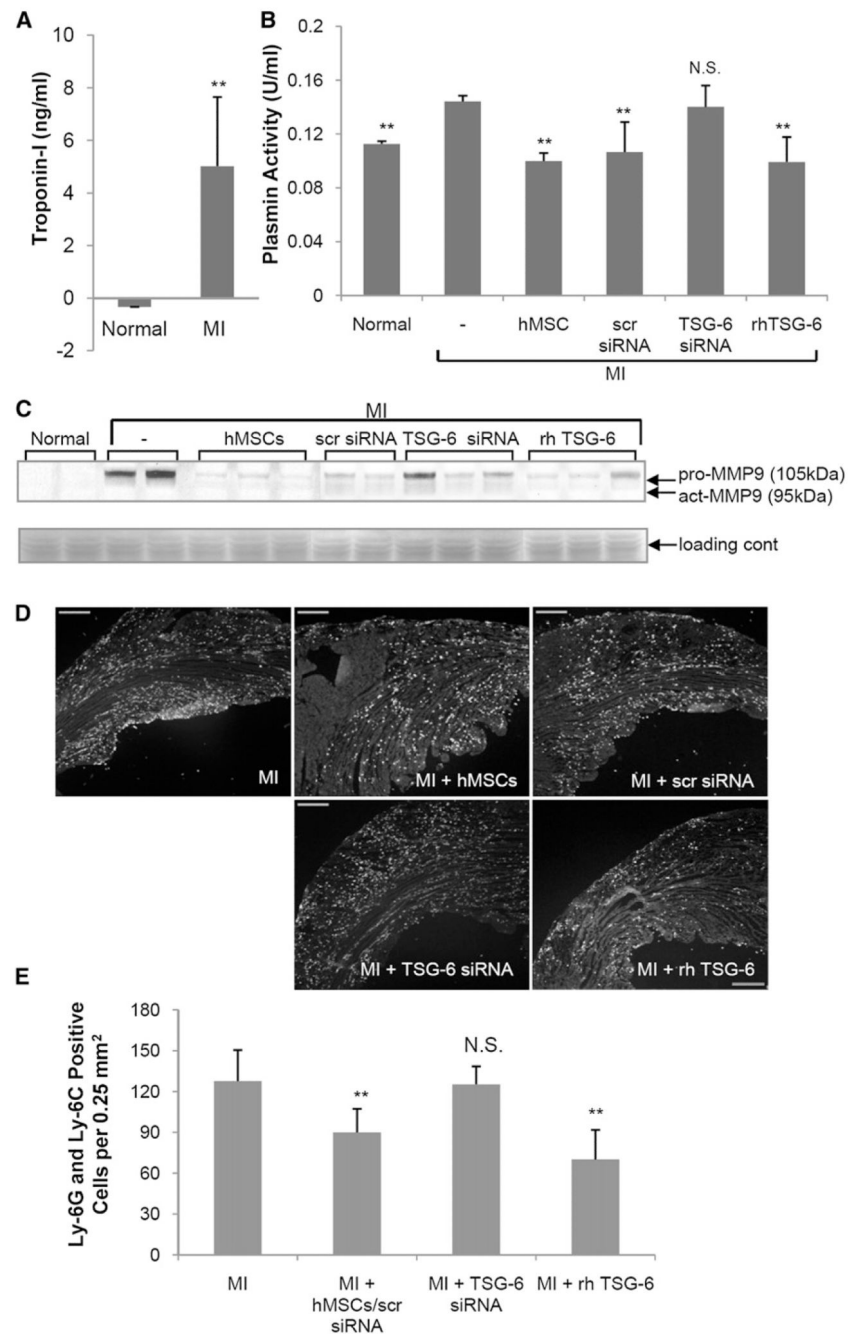 A
Troponin-I (ng/ml)
10
8
6
4
2
0
-2
**
Normal
MI
B
Plasmin Activity (U/ml)
0.16
0.12
0.08
0.04
0
**
**
**
N.S.
**
Normal
-
hMSC
scr
siRNA
TSG-6
siRNA
rhTSG-6
MI
C
MI
Normal
-
hMSCs
scr siRNA
TSG-6 siRNA
rh TSG-6
pro-MMP9 (105kDa)
act-MMP9 (95kDa)
loading cont
D
MI
MI + hMSCs
MI + scr siRNA
MI + TSG-6 siRNA
MI + rh TSG-6
E
Ly-6G and Ly-6C Positive
Cells per 0.25 mm²
180
150
120
90
60
30
0
**
N.S.
**
MI
MI +
hMSCs/scr
siRNA
MI + TSG-6
siRNA
MI + rh TSG-6